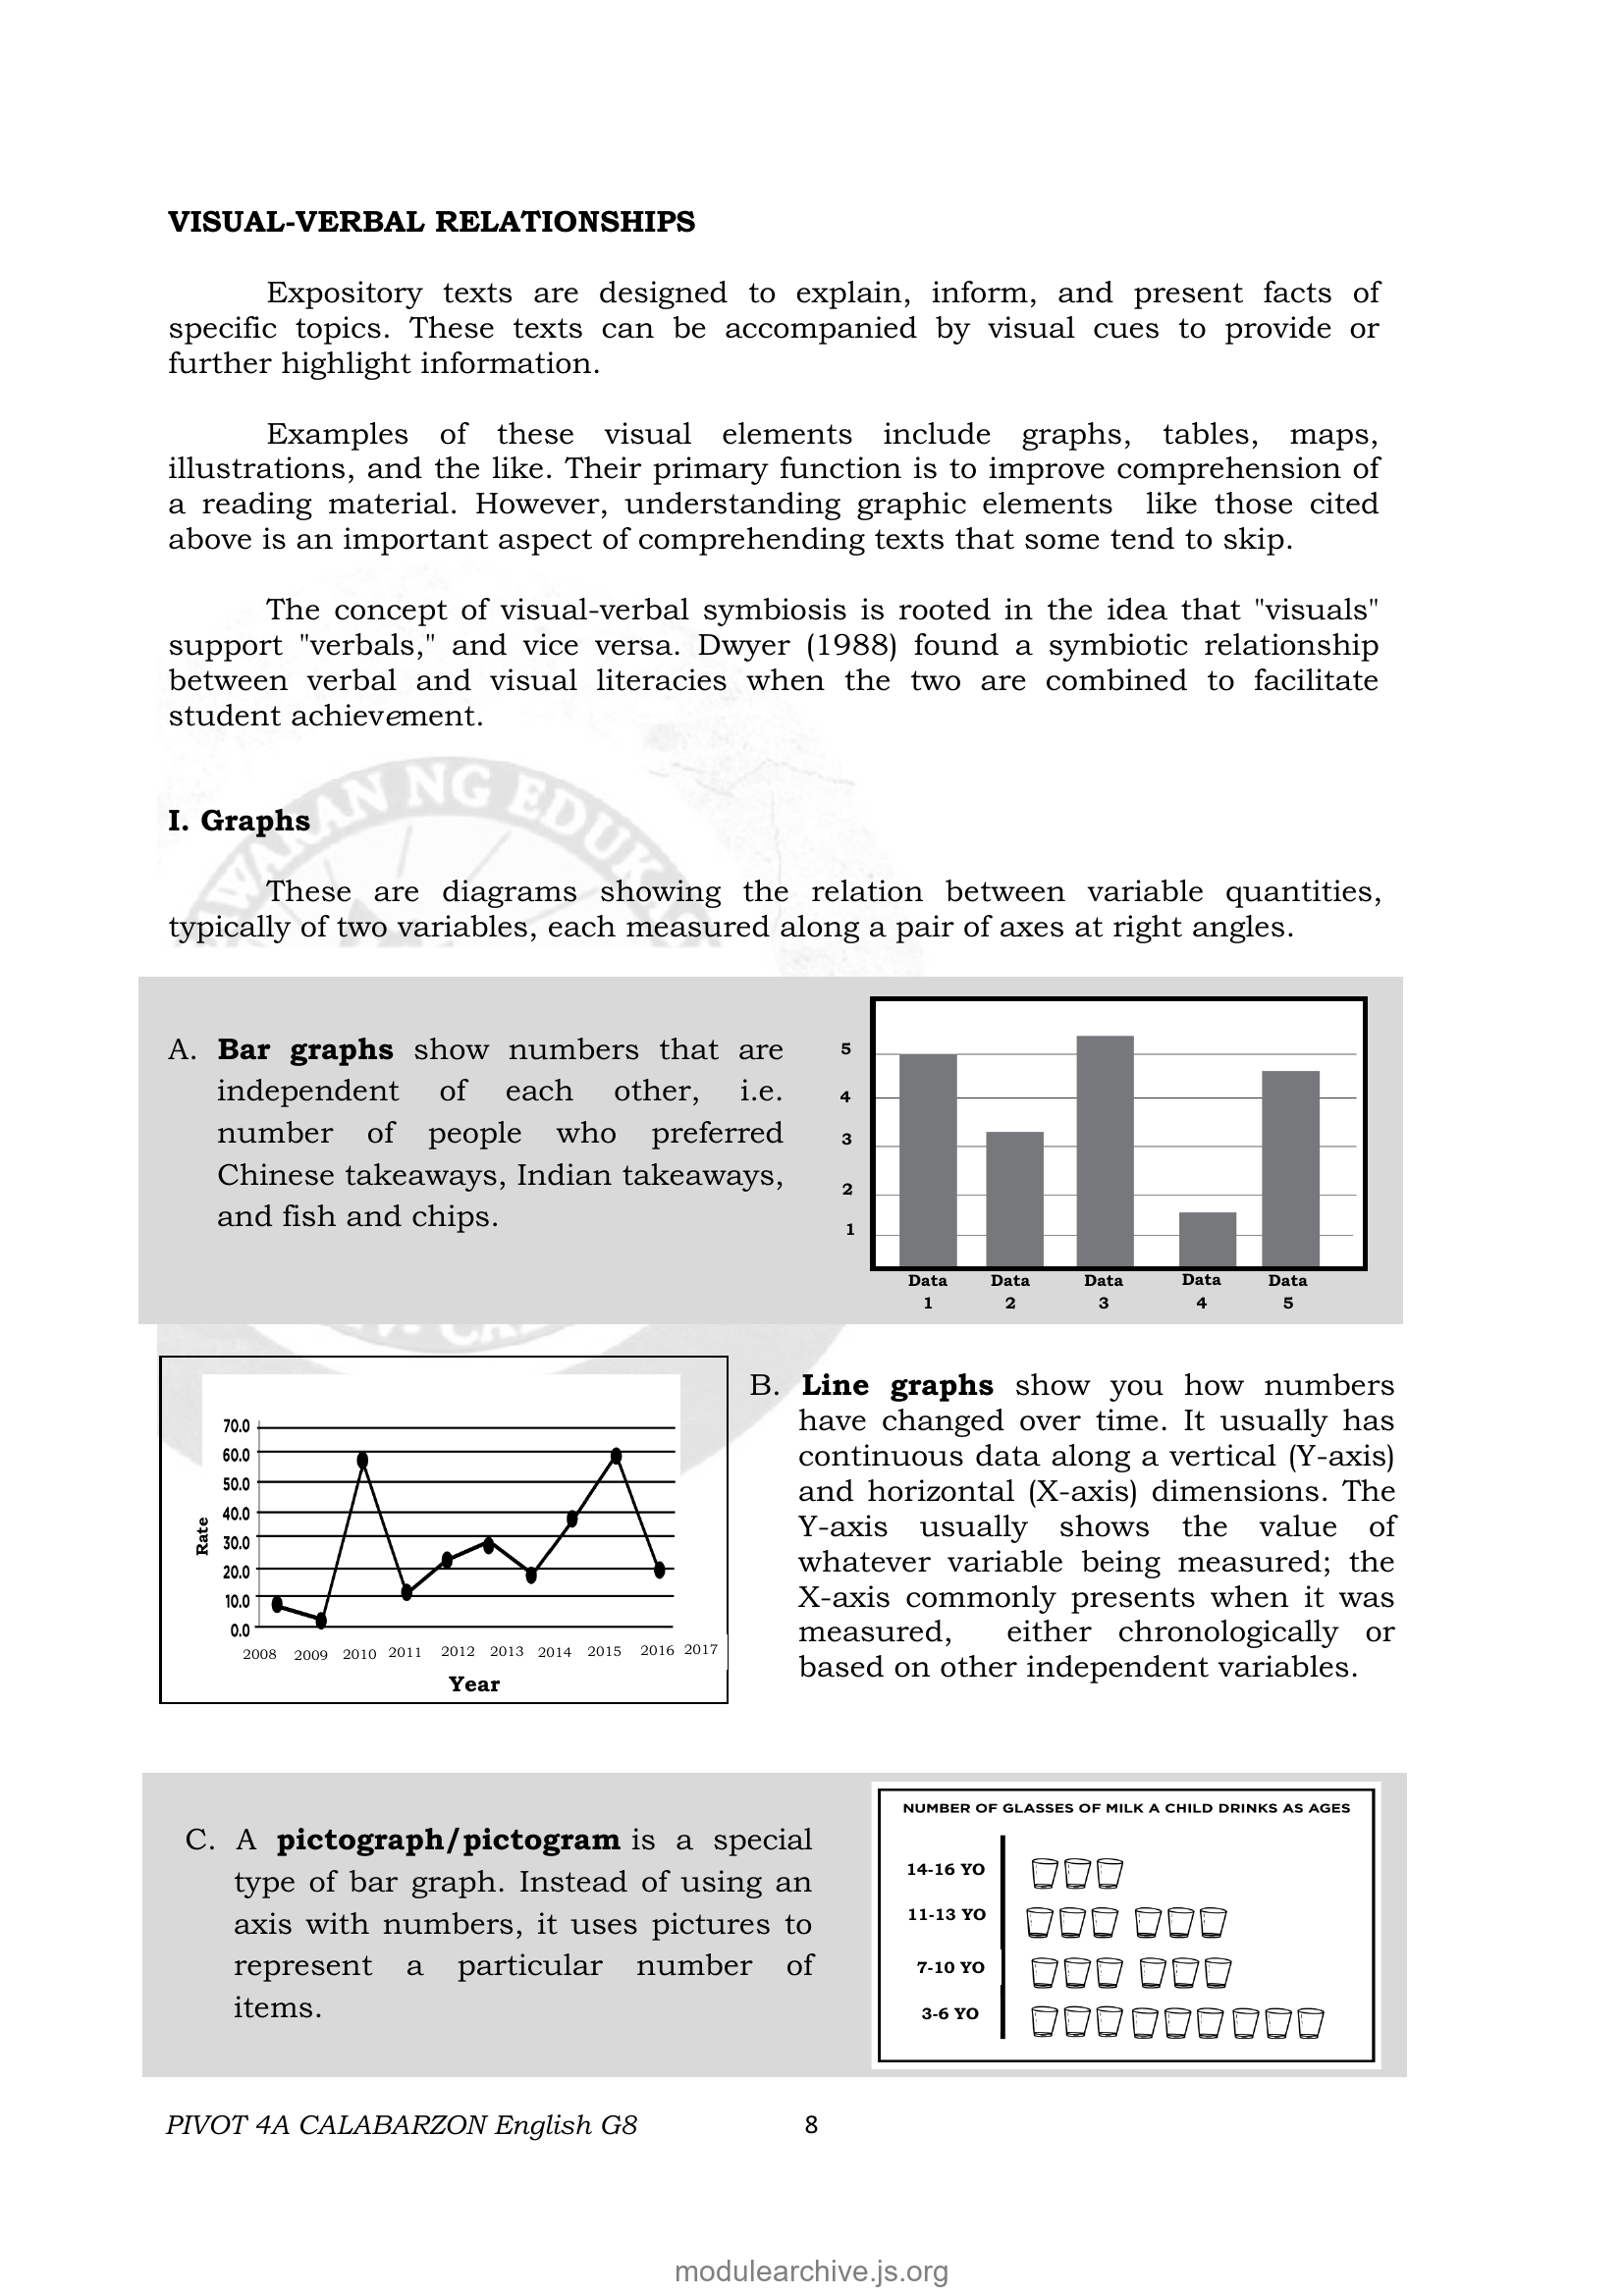 VISUAL-VERBAL RELATIONSHIPS
Expository texts are designed to explain, inform, and present facts of
specific topics. These texts can be accompanied by visual cues to provide or
further highlight information.
Examples of these visual elements include graphs, tables, maps,
illustrations, and the like. Their primary function is to improve comprehension of
a reading material. However, understanding graphic elements like those cited
above is an important aspect of comprehending texts that some tend to skip.
The concept of visual-verbal symbiosis is rooted in the idea that "visuals"
support "verbals," and vice versa. Dwyer (1988) found a symbiotic relationship
between verbal and visual literacies when the two are combined to facilitate
student achievement.
NG
I. Graphs
These are diagrams showing the relation between variable quantities,
typically of two variables, each measured along a pair of axes at right angles.
A. Bar graphs show numbers that are
independent of each other, i.e.
number of people who preferred
Chinese takeaways, Indian takeaways,
and fish and chips.
5
4
3
2
1
Data Data Data Data Data
1 2 3 4 5
70.0
60.0
50.0
40.0
30.0
20.0
10.0
0.0
Rate
2008 2009 2010 2011 2012 2013 2014 2015 2016 2017
Year
B. Line graphs show you how numbers
have changed over time. It usually has
continuous data along a vertical (Y-axis)
and horizontal (X-axis) dimensions. The
Y-axis usually shows the value of
whatever variable being measured; the
X-axis commonly presents when it was
measured, either chronologically or
based on other independent variables.
C. A pictograph/pictogram is a special
type of bar graph. Instead of using an
axis with numbers, it uses pictures to
represent a particular number of
items.
NUMBER OF GLASSES OF MILK A CHILD DRINKS AS AGES
14-16 YO
11-13 YO
7-10 YO
3-6 YO
PIVOT 4A CALABARZON English G8
8
modulearchive.js.org